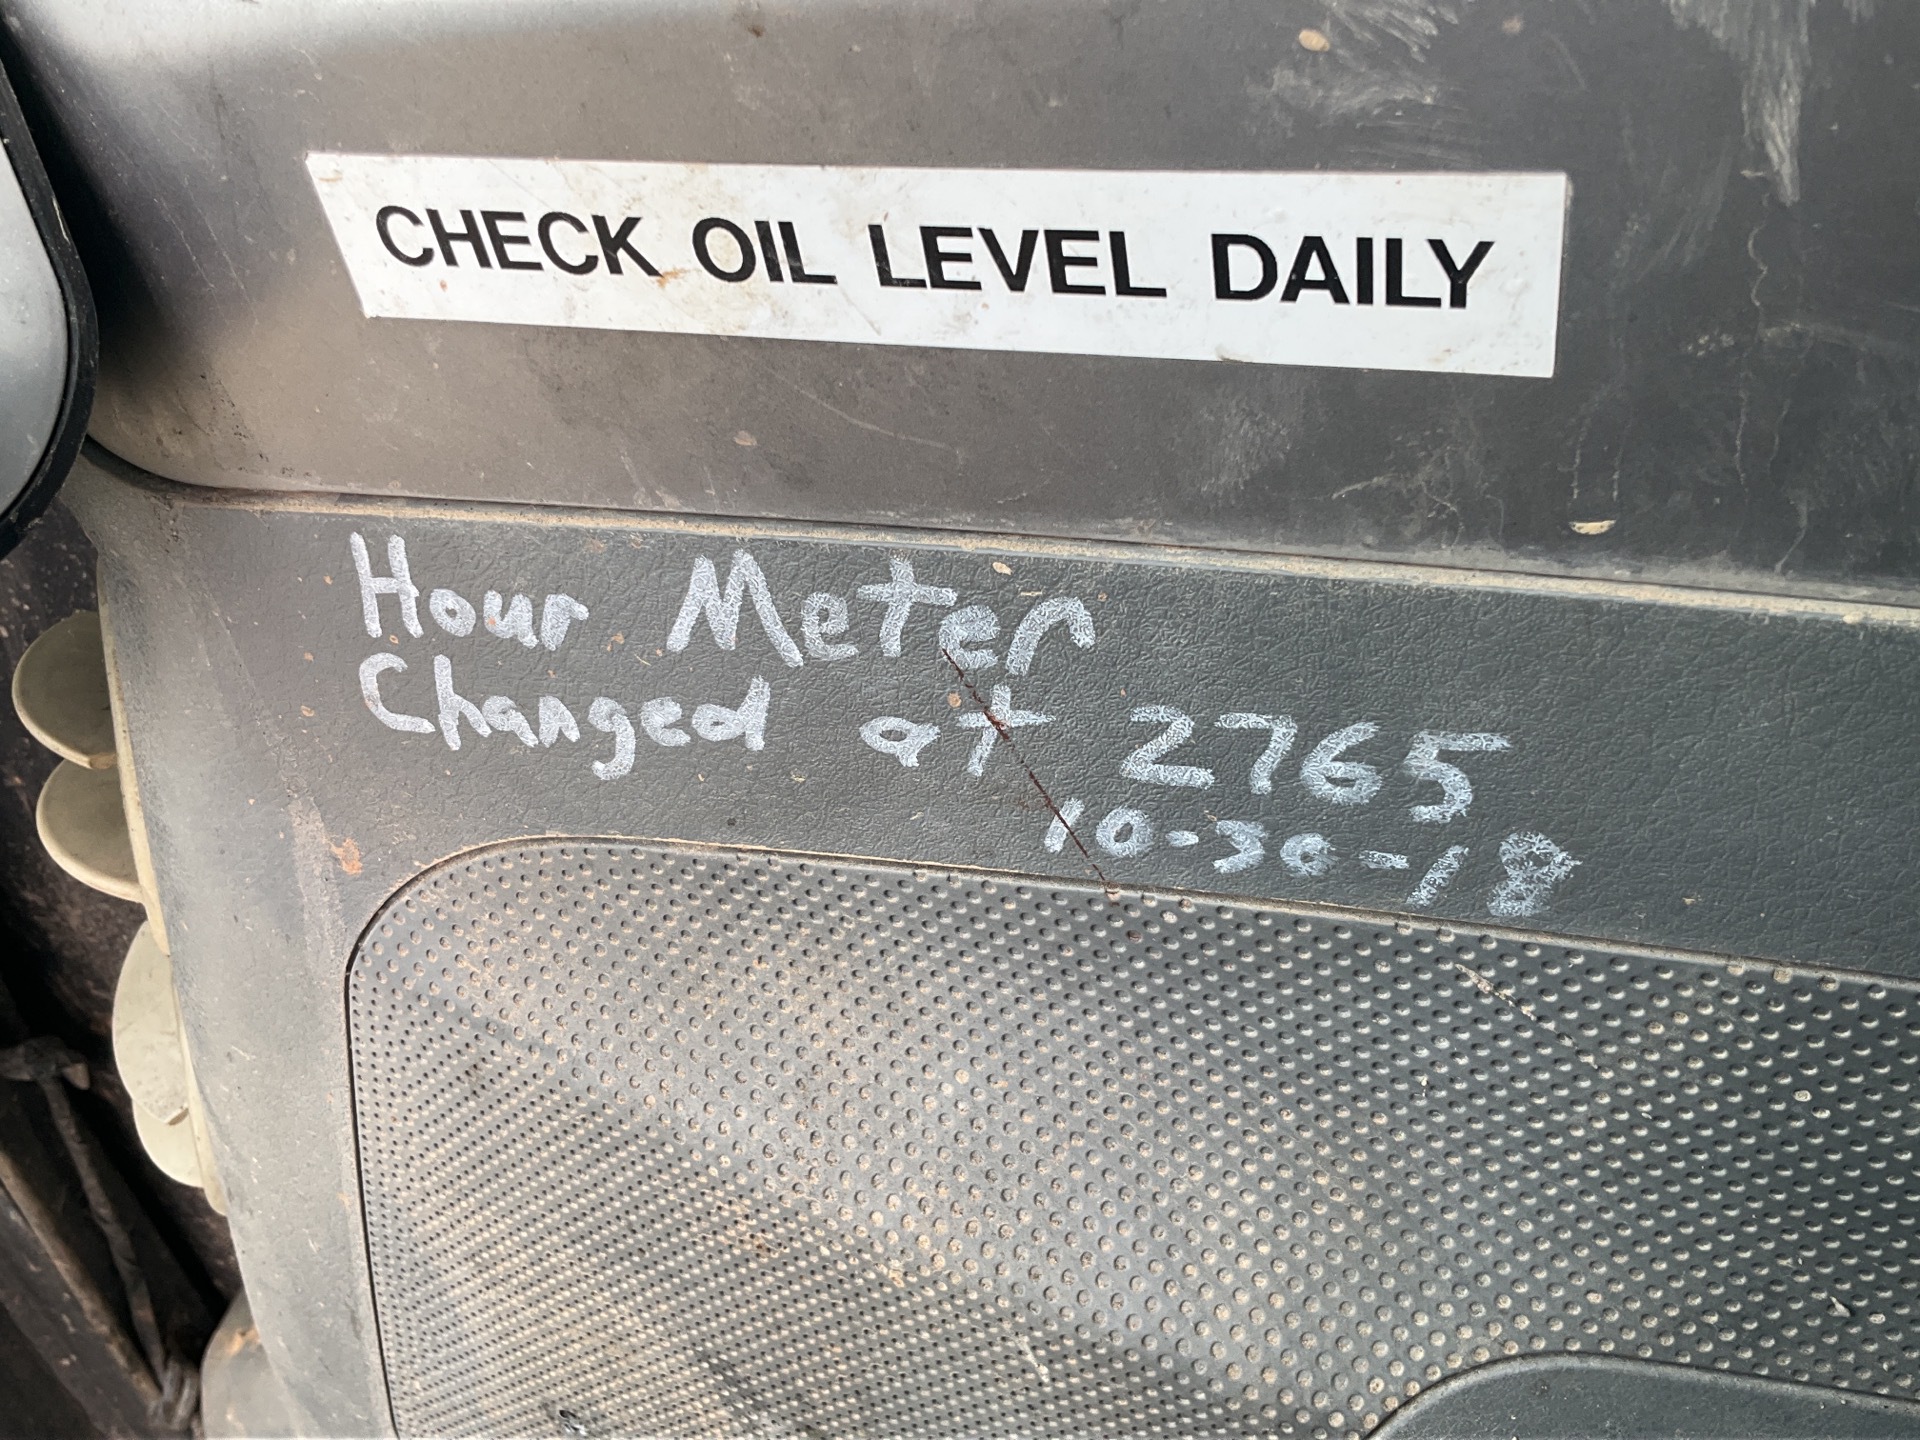 CHECK OIL LEVEL DAILY
Hour Meter
Changed at 2765
10-30-18